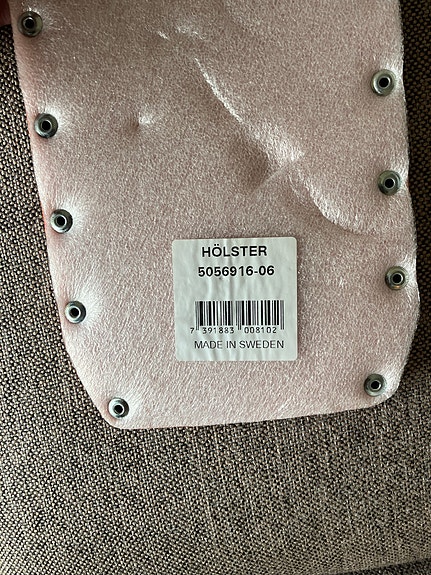 HÖLSTER
5056916-06
7 391883 008102
MADE IN SWEDEN